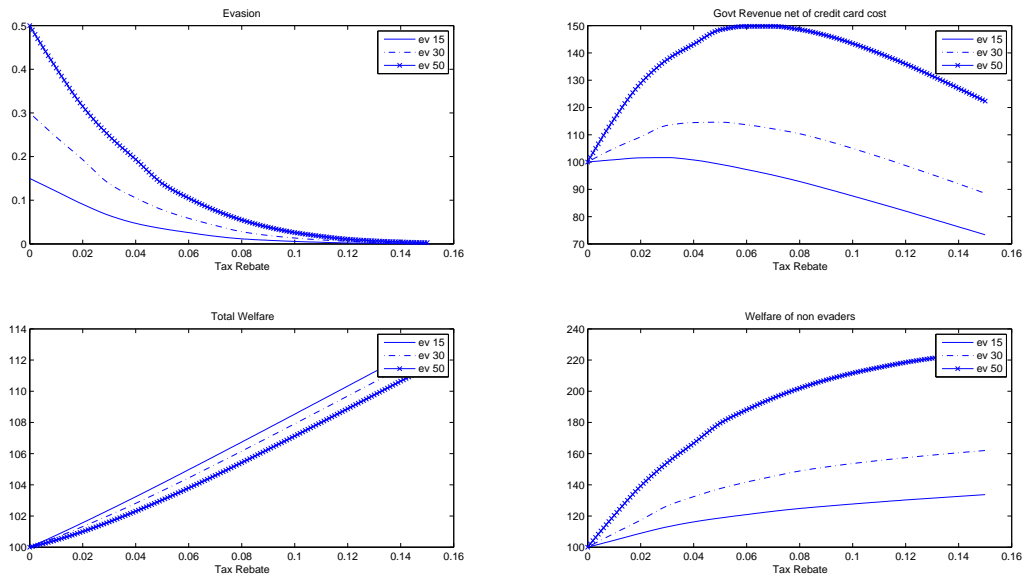 Evasion
0.5
0.4
0.3
0.2
0.1
0
0 0.02 0.04 0.06 0.08 0.1 0.12 0.14 0.16
Tax Rebate
ev 15
ev 30
ev 50
Govt Revenue net of credit card cost
150
140
130
120
110
100
90
80
70
0 0.02 0.04 0.06 0.08 0.1 0.12 0.14 0.16
Tax Rebate
ev 15
ev 30
ev 50
Total Welfare
114
112
110
108
106
104
102
100
0 0.02 0.04 0.06 0.08 0.1 0.12 0.14 0.16
Tax Rebate
ev 15
ev 30
ev 50
Welfare of non evaders
240
220
200
180
160
140
120
100
0 0.02 0.04 0.06 0.08 0.1 0.12 0.14 0.16
Tax Rebate
ev 15
ev 30
ev 50